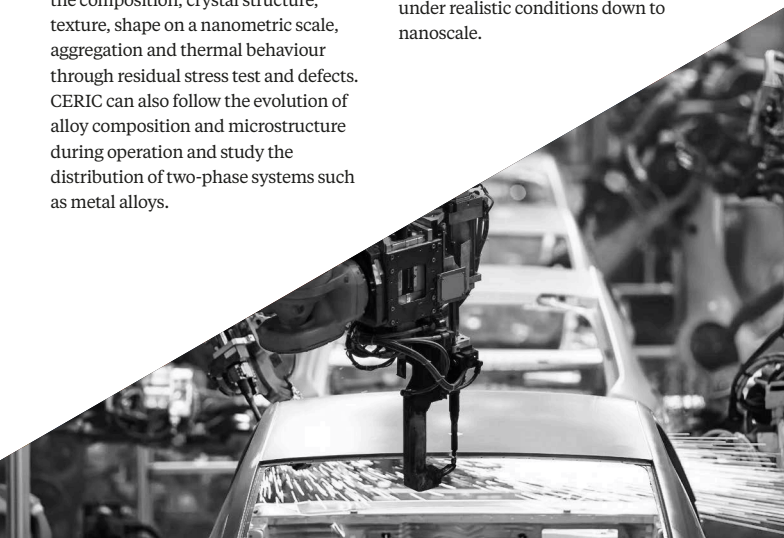 the composition, crystal structure,
texture, shape on a nanometric scale,
aggregation and thermal behaviour
through residual stress test and defects.
CERIC can also follow the evolution of
alloy composition and microstructure
during operation and study the
distribution of two-phase systems such
as metal alloys.
under realistic conditions down to
nanoscale.